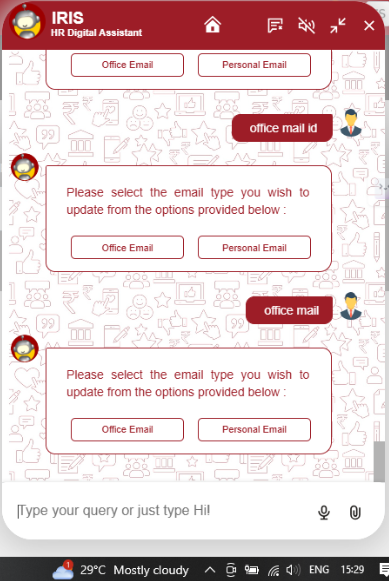 IRIS
HR Digital Assistant
Office Email Personal Email
office mail id
Please select the email type you wish to
update from the options provided below :
Office Email Personal Email
office mail
Please select the email type you wish to
update from the options provided below :
Office Email Personal Email
Type your query or just type Hi!
1
29°C Mostly cloudy ENG 15:29